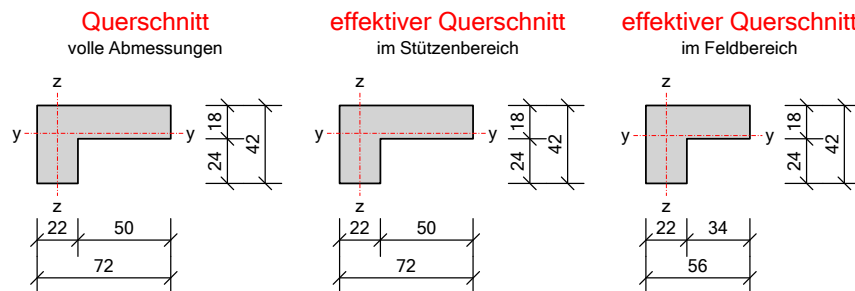 Querschnitt
volle Abmessungen
z
y y
z
18
24
42
22 50
72
effektiver Querschnitt
im Stützenbereich
z
y y
z
18
24
42
22 50
72
effektiver Querschnitt
im Feldbereich
z
y y
z
18
24
42
22 34
56